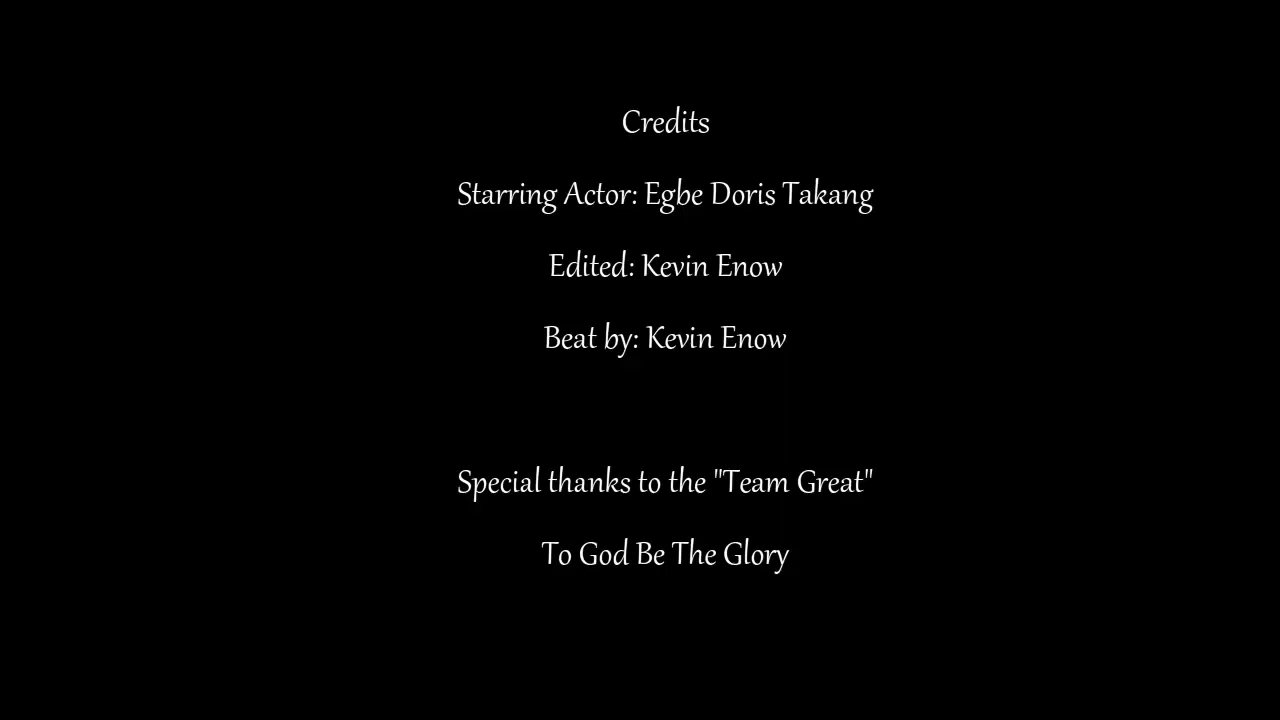 Credits
Starring Actor: Egbe Doris Takang
Edited: Kevin Enow
Beat by: Kevin Enow
Special thanks to the "Team Great"
To God Be The Glory